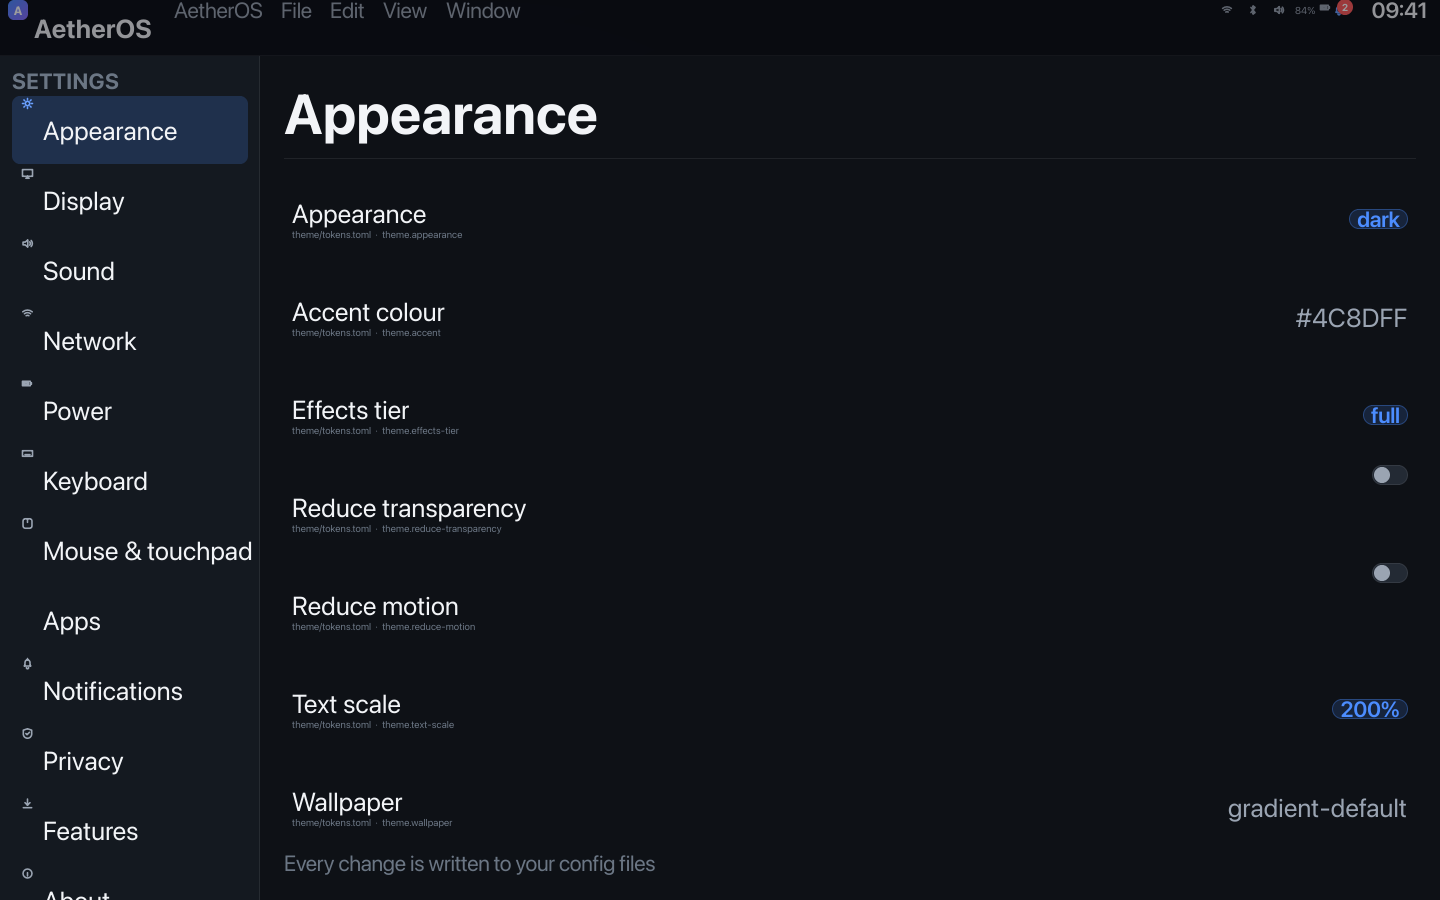 A
AetherOS
AetherOS File Edit View Window
84%
2
09:41
SETTINGS
Appearance
Display
Sound
Network
Power
Keyboard
Mouse & touchpad
Apps
Notifications
Privacy
Features
About
Appearance
Appearance
theme/tokens.toml · theme.appearance
dark
Accent colour
theme/tokens.toml · theme.accent
#4C8DFF
Effects tier
theme/tokens.toml · theme.effects-tier
full
Reduce transparency
theme/tokens.toml · theme.reduce-transparency
Reduce motion
theme/tokens.toml · theme.reduce-motion
Text scale
theme/tokens.toml · theme.text-scale
200%
Wallpaper
theme/tokens.toml · theme.wallpaper
gradient-default
Every change is written to your config files